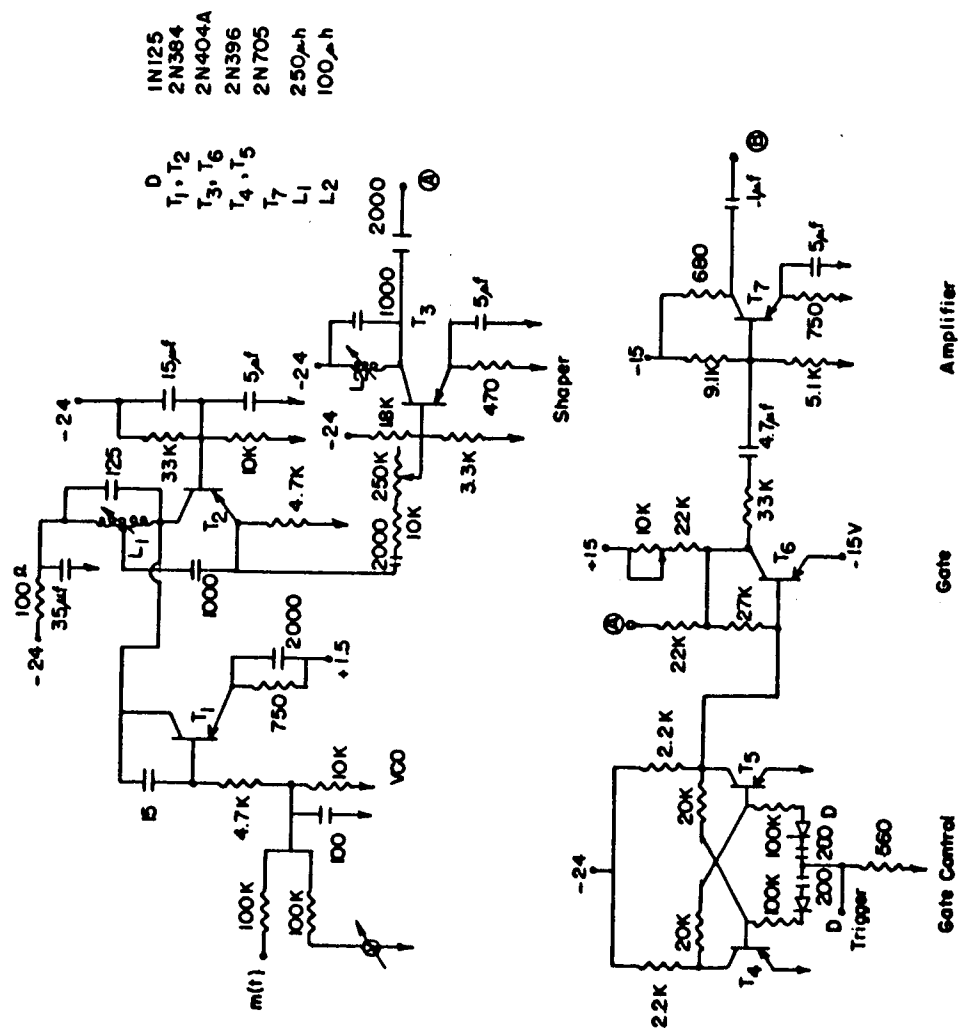 D 1N125
T1, T2 2N384
T3, T6 2N404A
T4, T5 2N396
T7 2N705
L1 250μh
L2 100μh
-24
100Ω
35μf
L1
125
-24
15μf
33K
5μf
10K
T2
4.7K
1000
2000
10K
250K
-24
18K
3.3K
-24
L2
1000
2000
A
T3
5μf
470
Shaper
15
T1
750
2000
+1.5
4.7K
10K
100
100K
100K
m(t)
VCO
-24
2.2K
2.2K
20K
20K
T4
T5
100K
100K
200
200
D
D
Trigger
560
Gate Control
A
22K
27K
+15
10K
22K
T6
-15V
33K
Gate
4.7μf
-15
9.1K
5.1K
680
T7
750
5μf
.1μf
B
Amplifier